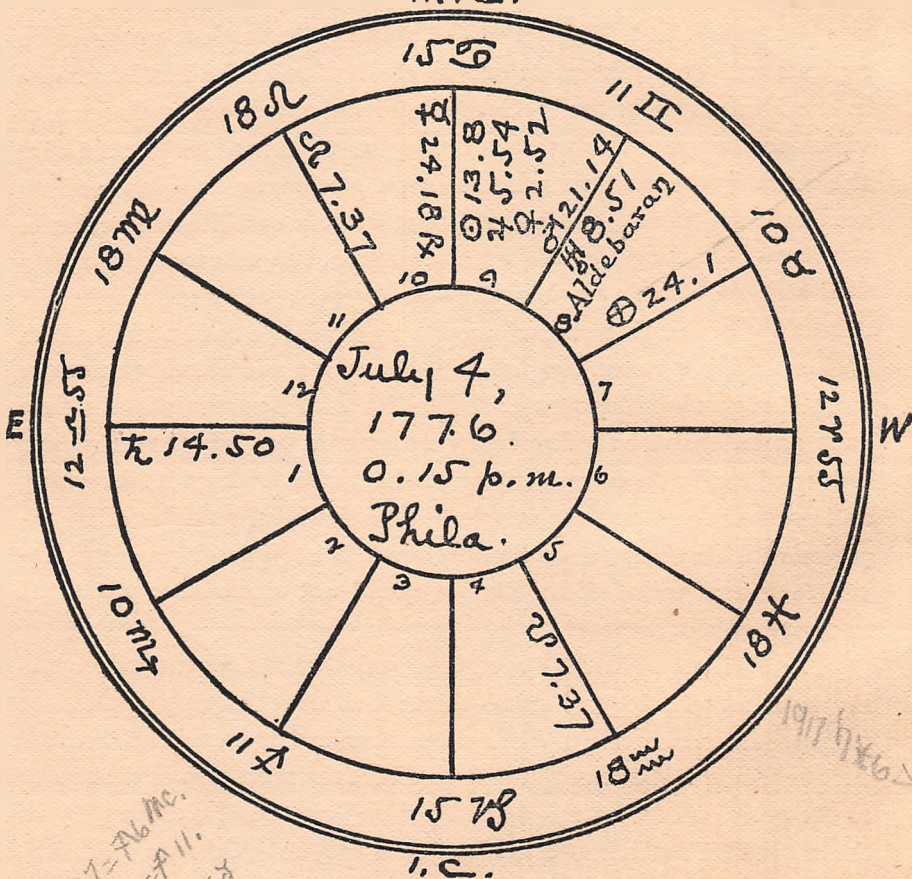 M.C.
15 ♋
11 ♊
10 ♉
12 ♈ 55
18 ♓
18 ♒
15 ♑
I.C.
11 ♐
10 ♏
12 ♎ 55
18 ♍
18 ♌
E
W
☊ 7.37
☿ 24.18 ℞
☉ 13.8
♃ 5.54
♀ 2.52
♂ 21.14
♅ 8.51
Aldebaran
⊕ 24.1
♄ 14.50
7.37
10
9
8
7
6
5
4
3
2
1
12
11
July 4,
1776.
0.15 p.m.
Phila.